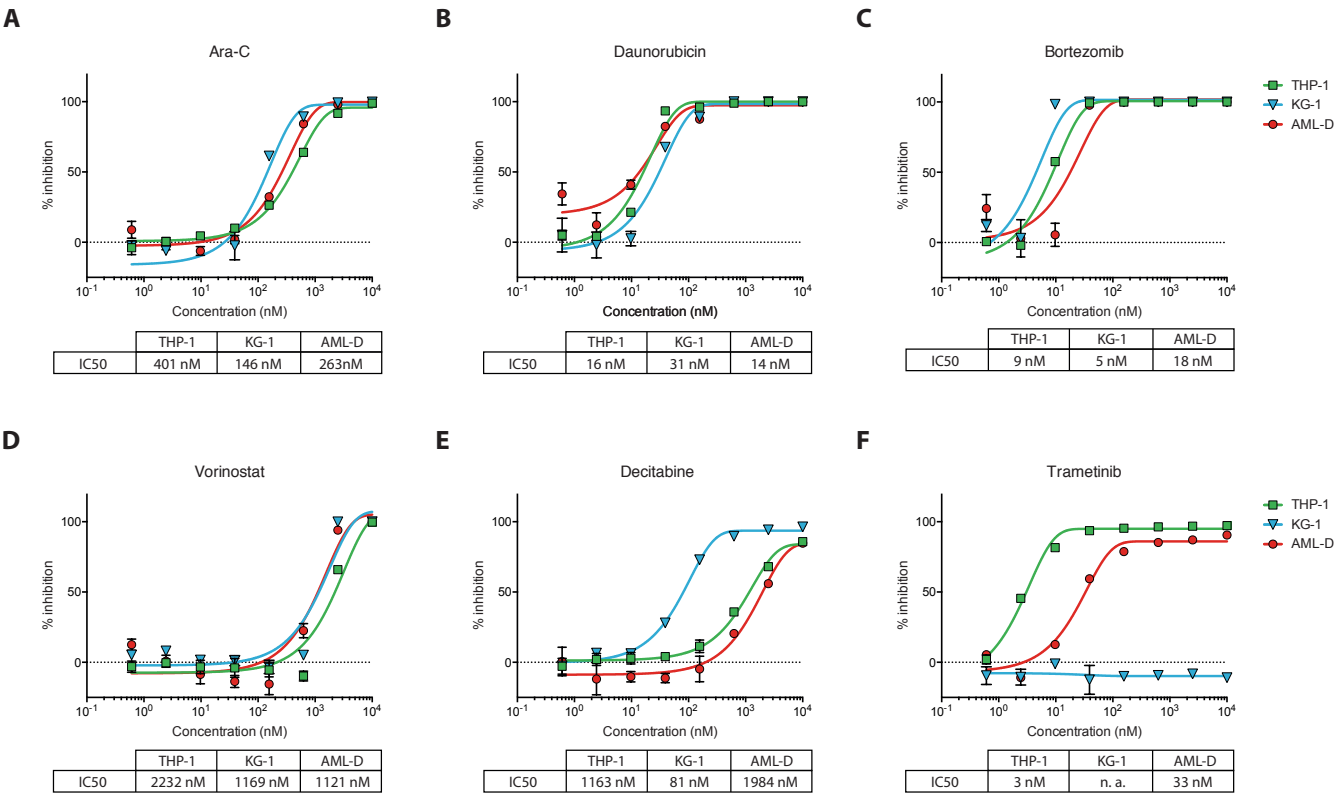 A
Ara-C
% inhibition
100
50
0
10-1 100 101 102 103 104
Concentration (nM)
THP-1 KG-1 AML-D
IC50 401 nM 146 nM 263nM
B
Daunorubicin
% inhibition
100
50
0
10-1 100 101 102 103 104
Concentration (nM)
THP-1 KG-1 AML-D
IC50 16 nM 31 nM 14 nM
C
Bortezomib
% inhibition
100
50
0
10-1 100 101 102 103 104
Concentration (nM)
THP-1 KG-1 AML-D
IC50 9 nM 5 nM 18 nM
THP-1
KG-1
AML-D
D
Vorinostat
% inhibition
100
50
0
10-1 100 101 102 103 104
Concentration (nM)
THP-1 KG-1 AML-D
IC50 2232 nM 1169 nM 1121 nM
E
Decitabine
% inhibition
100
50
0
10-1 100 101 102 103 104
Concentration (nM)
THP-1 KG-1 AML-D
IC50 1163 nM 81 nM 1984 nM
F
Trametinib
% inhibition
100
50
0
10-1 100 101 102 103 104
Concentration (nM)
THP-1 KG-1 AML-D
IC50 3 nM n. a. 33 nM
THP-1
KG-1
AML-D